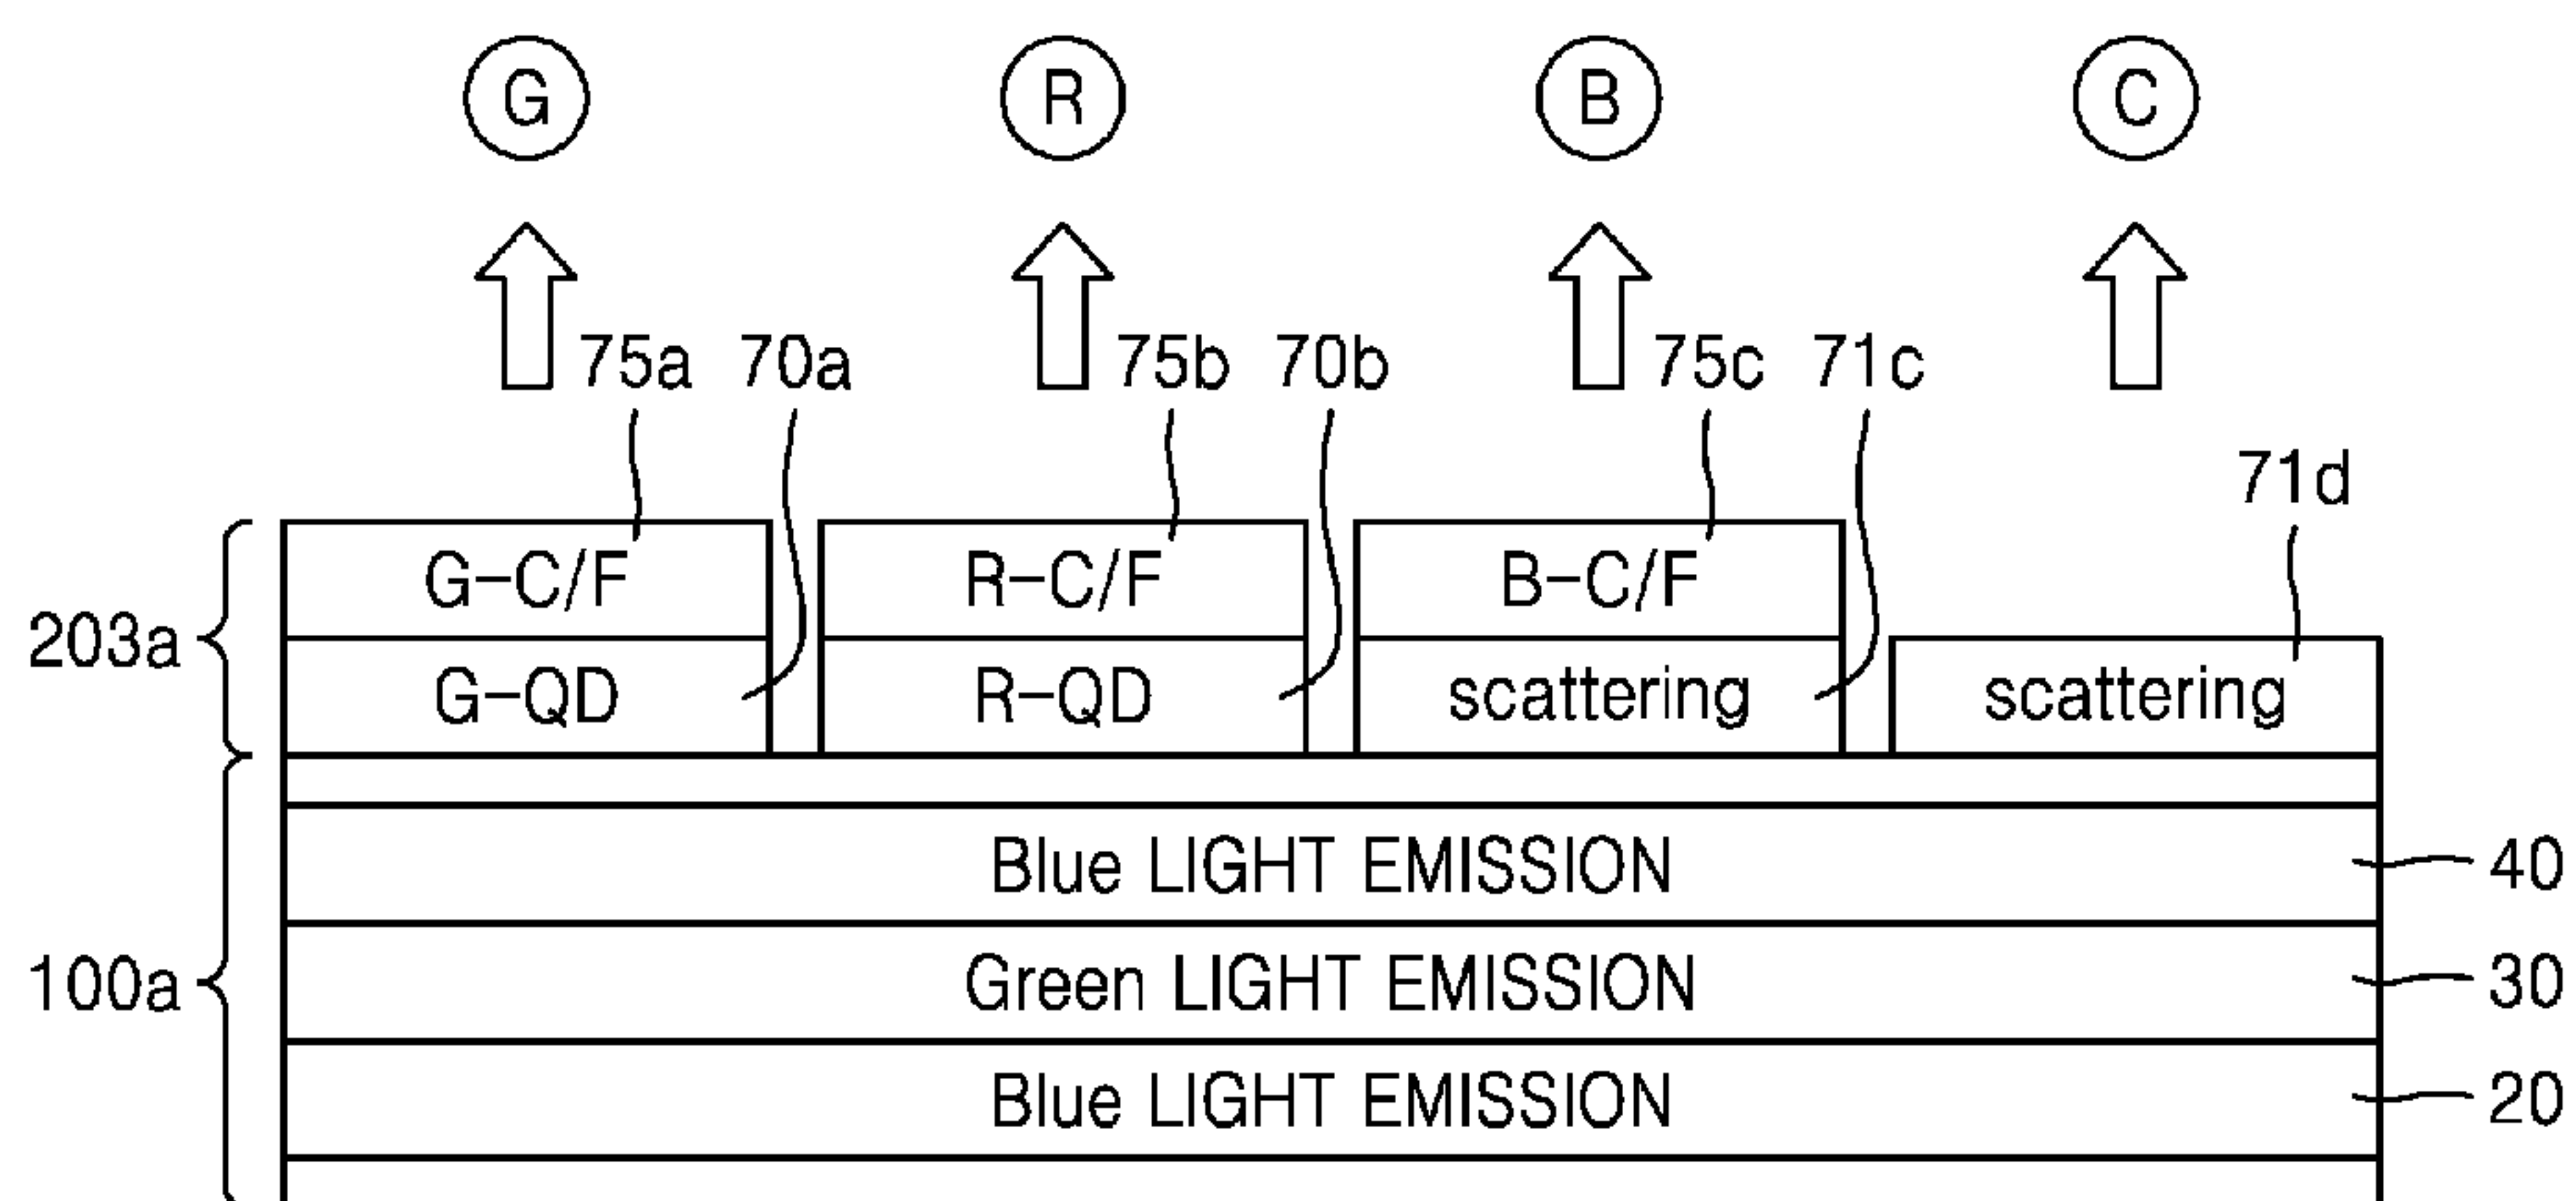 G R B C
75a 70a 75b 70b 75c 71c
71d
G-C/F R-C/F B-C/F
203a
G-QD R-QD scattering scattering
Blue LIGHT EMISSION 40
100a Green LIGHT EMISSION 30
Blue LIGHT EMISSION 20